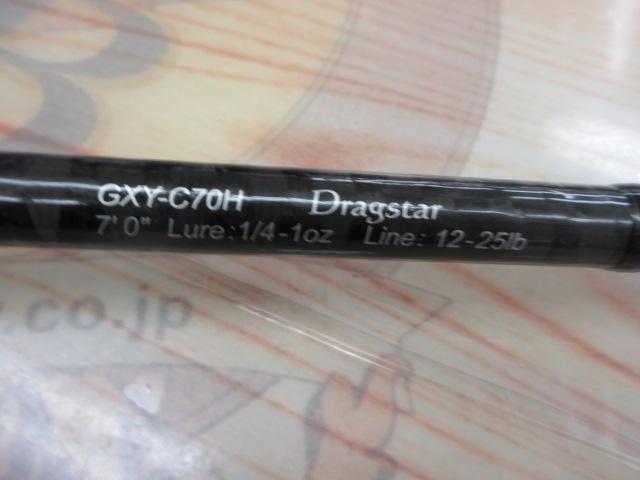 GXY-C70H Dragstar
7'0" Lure:1/4-1oz Line: 12-25lb
.co.jp